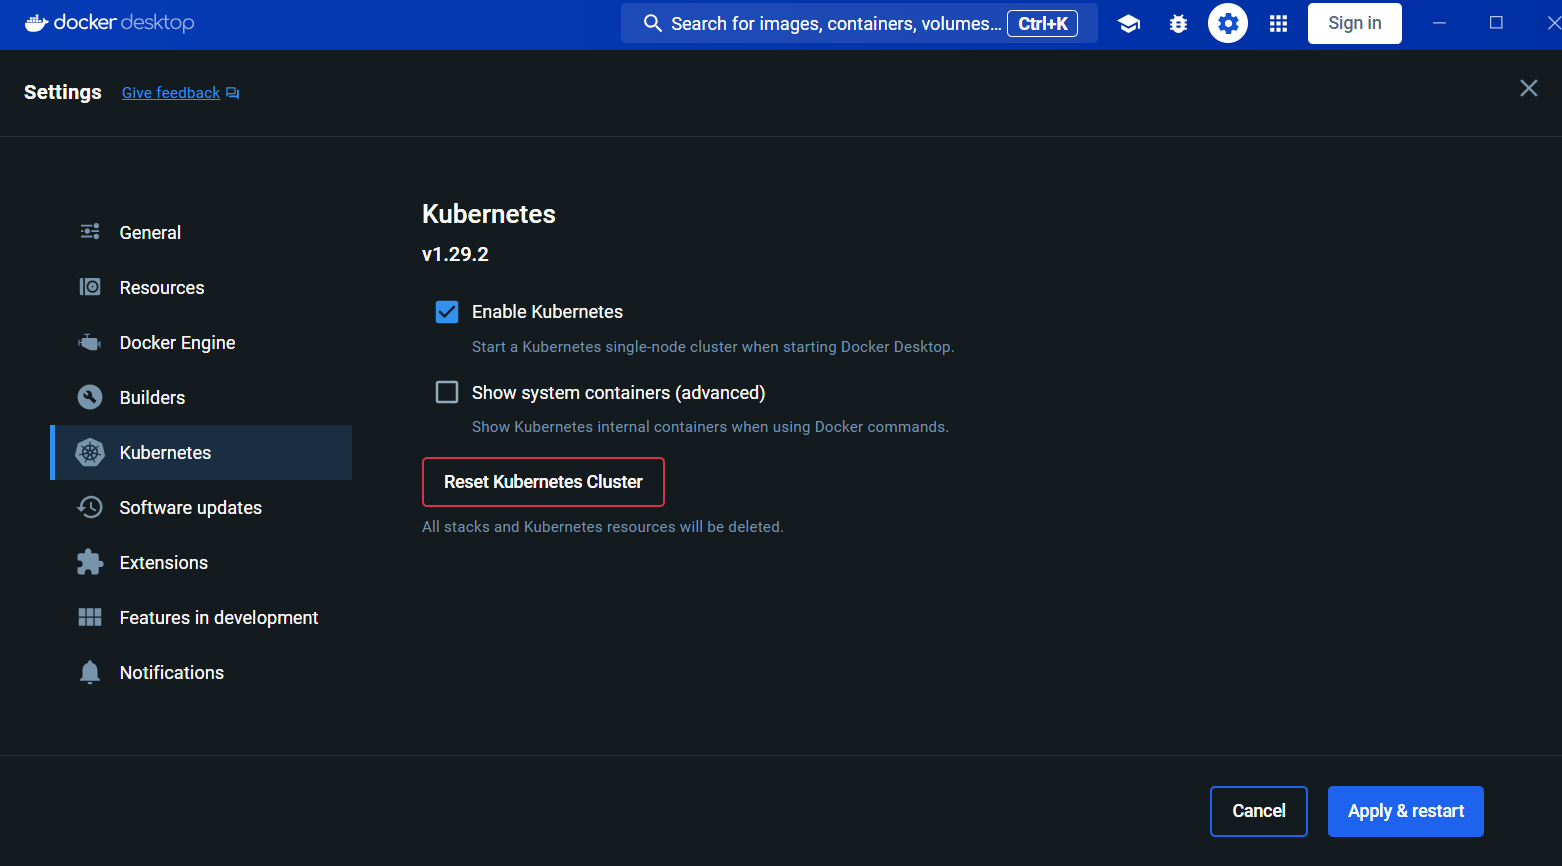 docker desktop
Search for images, containers, volumes... Ctrl+K
Sign in
Settings
Give feedback
General
Resources
Docker Engine
Builders
Kubernetes
Software updates
Extensions
Features in development
Notifications
Kubernetes
v1.29.2
Enable Kubernetes
Start a Kubernetes single-node cluster when starting Docker Desktop.
Show system containers (advanced)
Show Kubernetes internal containers when using Docker commands.
Reset Kubernetes Cluster
All stacks and Kubernetes resources will be deleted.
Cancel
Apply & restart